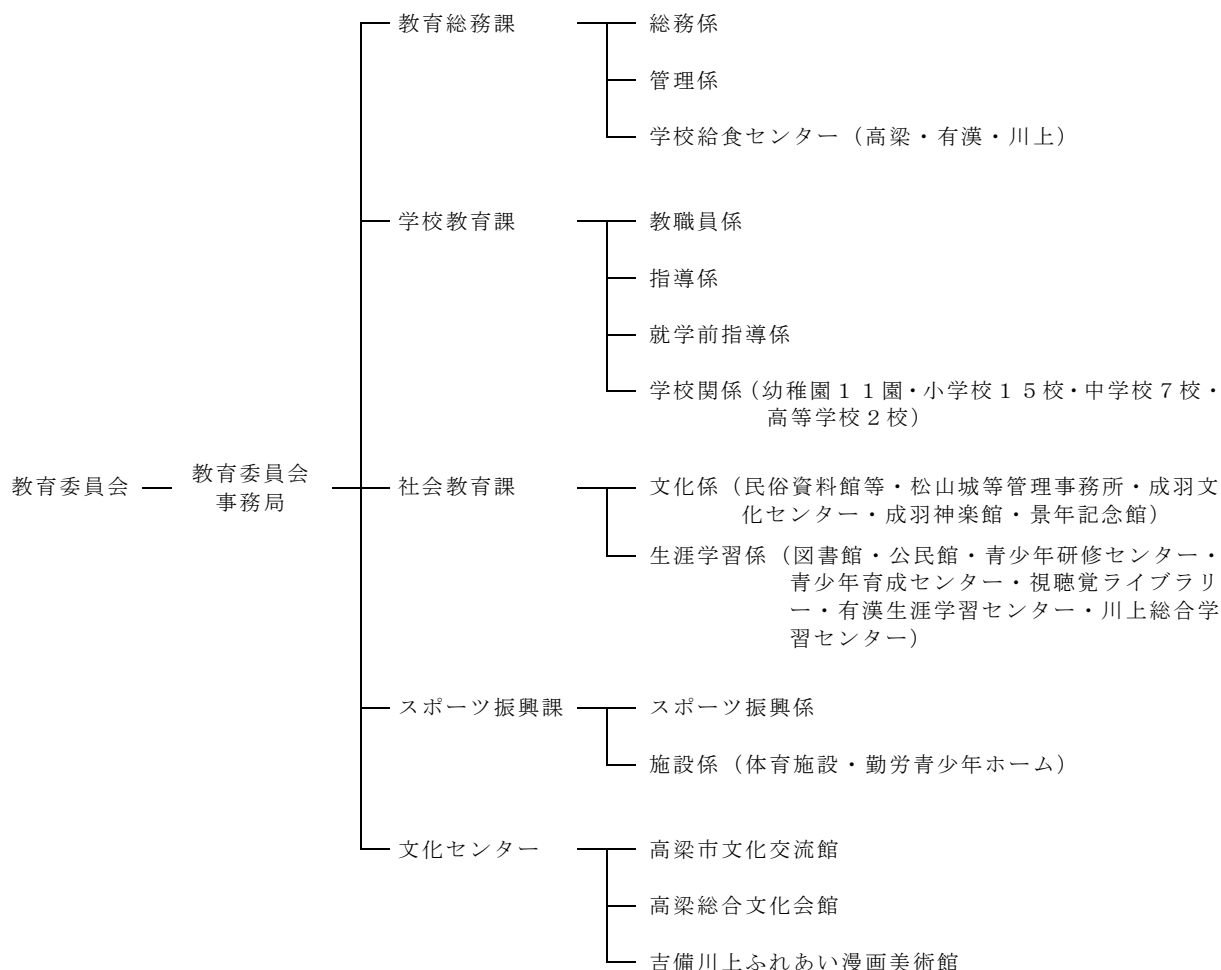 教育総務課
総務係
管理係
学校給食センター（高梁・有漢・川上）
学校教育課
教職員係
指導係
就学前指導係
学校関係（幼稚園１１園・小学校１５校・中学校７校・
高等学校２校）
教育委員会
教育委員会
事務局
社会教育課
文化係（民俗資料館等・松山城等管理事務所・成羽文
化センター・成羽神楽館・景年記念館）
生涯学習係（図書館・公民館・青少年研修センター・
青少年育成センター・視聴覚ライブラリ
ー・有漢生涯学習センター・川上総合学
習センター）
スポーツ振興課
スポーツ振興係
施設係（体育施設・勤労青少年ホーム）
文化センター
高梁市文化交流館
高梁総合文化会館
吉備川上ふれあい漫画美術館